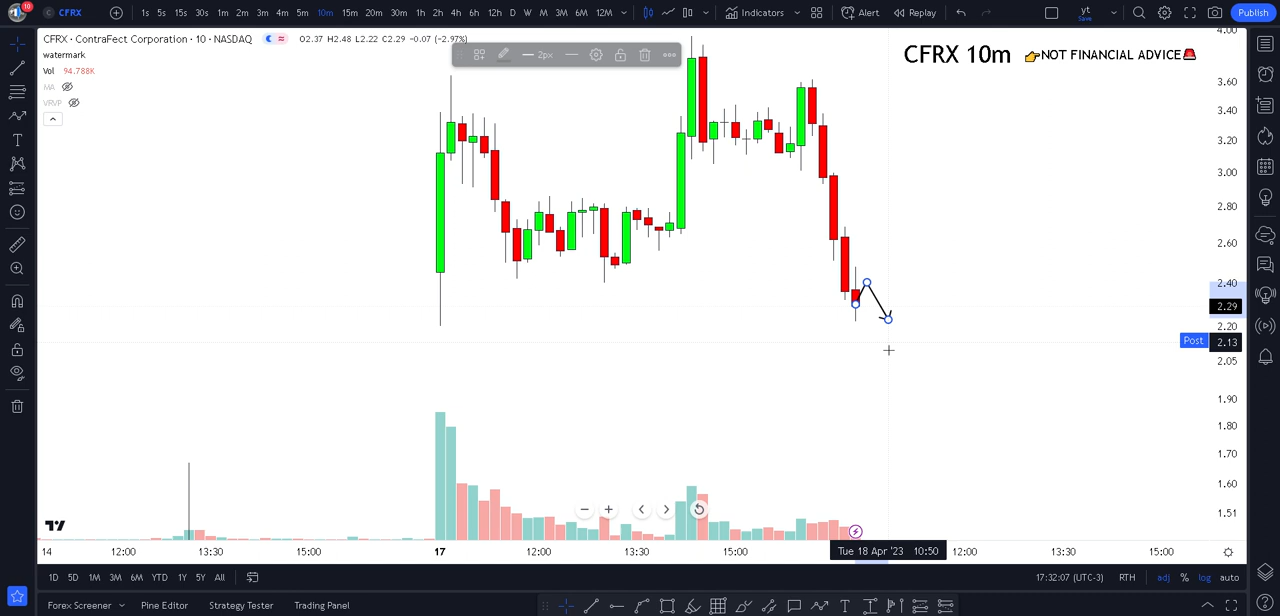 10
C CFRX 1s 5s 15s 30s 1m 2m 3m 4m 5m 10m 15m 20m 30m 1h 2h 4h 6h 12h D W M 3M 6M 12M Indicators Alert Replay yt Save Publish
CFRX · ContraFect Corporation · 10 · NASDAQ O2.37 H2.48 L2.22 C2.29 -0.07 (-2.97%)
watermark
Vol 94.788K
MA
VRVP
2px
CFRX 10m 👉NOT FINANCIAL ADVICE🚨
4.00
3.60
3.40
3.20
3.00
2.80
2.60
2.40
2.29
2.20
Post 2.13
2.05
1.90
1.80
1.70
1.60
1.51
14 12:00 13:30 15:00 17 12:00 13:30 15:00 Tue 18 Apr '23 10:50 12:00 13:30 15:00
1D 5D 1M 3M 6M YTD 1Y 5Y All 17:32:07 (UTC-3) RTH adj % log auto
Forex Screener Pine Editor Strategy Tester Trading Panel